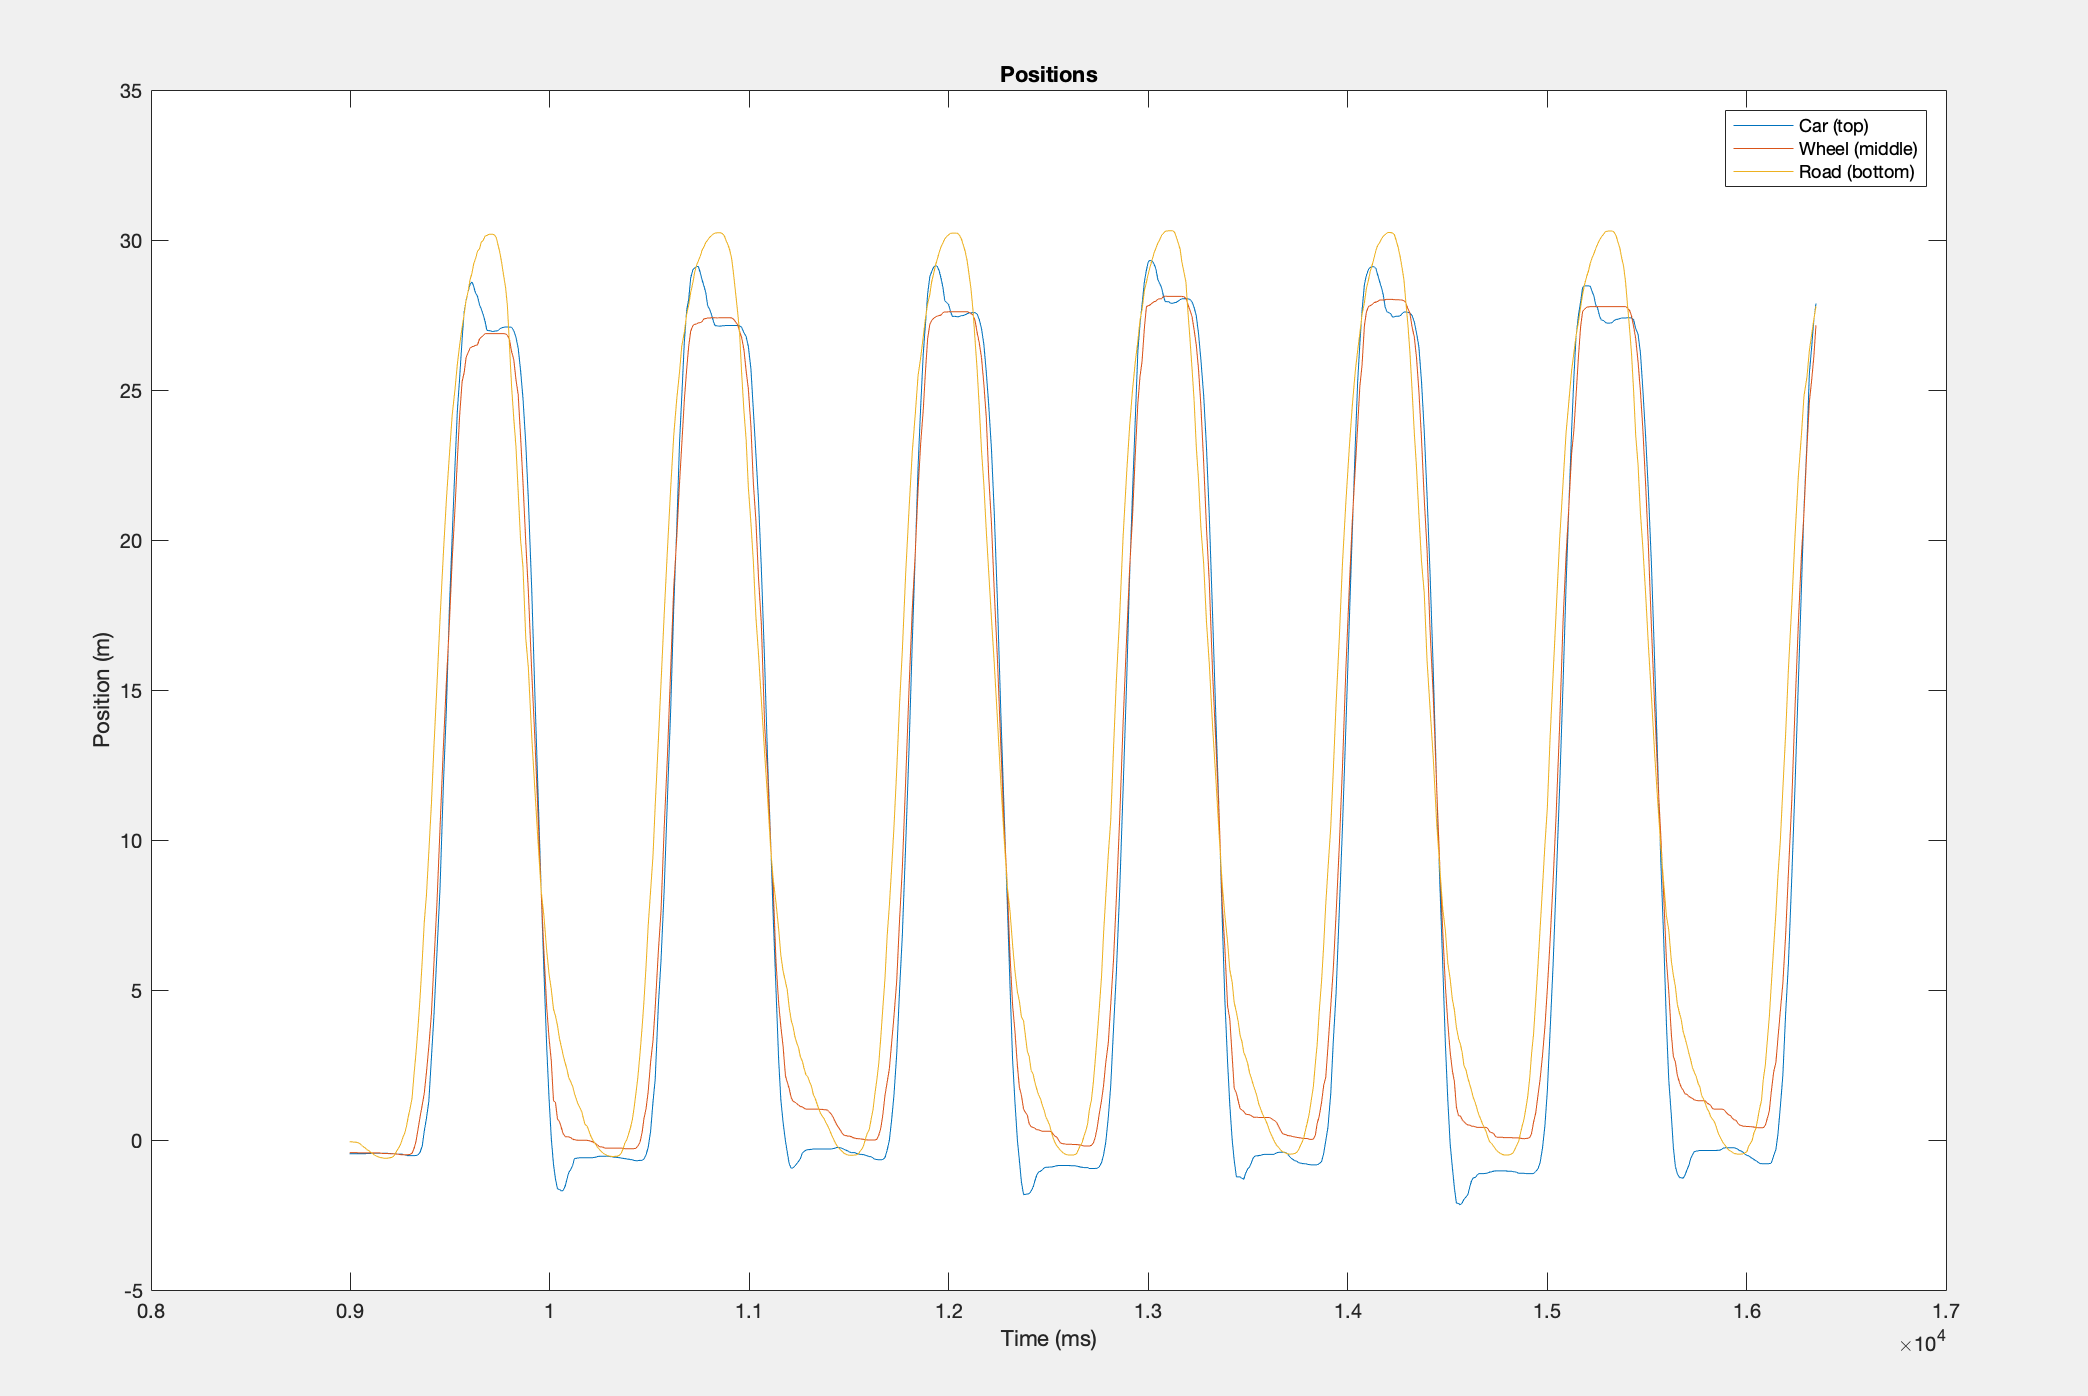 Positions
35
30
25
20
15
10
5
0
-5
Position (m)
Car (top)
Wheel (middle)
Road (bottom)
0.8 0.9 1 1.1 1.2 1.3 1.4 1.5 1.6 1.7
Time (ms)
×10⁴